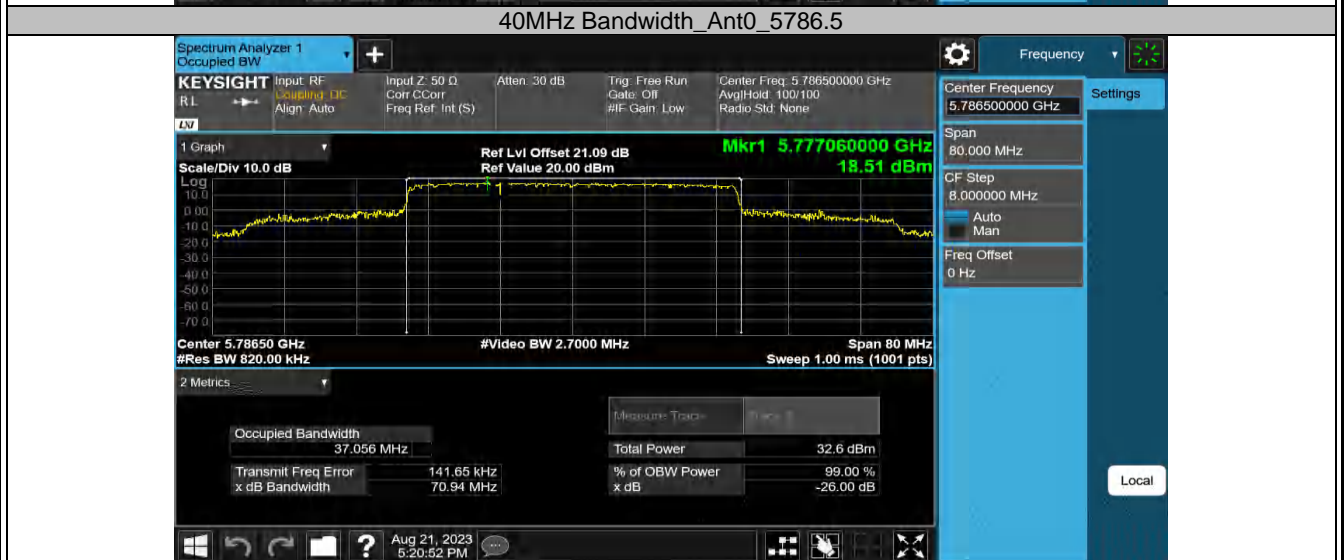 40MHz Bandwidth_Ant0_5786.5
Spectrum Analyzer 1
Occupied BW
Frequency
KEYSIGHT
RL
LXI
Input: RF
Coupling: DC
Align: Auto
Input Z: 50 Ω
Corr CCorr
Freq Ref: Int (S)
Atten: 30 dB
Trig: Free Run
Gate: Off
#IF Gain: Low
Center Freq: 5.786500000 GHz
Avg|Hold: 100/100
Radio Std: None
Center Frequency
5.786500000 GHz
Settings
Span
80.000 MHz
CF Step
8.000000 MHz
Auto
Man
Freq Offset
0 Hz
1 Graph
Scale/Div 10.0 dB
Ref Lvl Offset 21.09 dB
Ref Value 20.00 dBm
Mkr1 5.777060000 GHz
18.51 dBm
Log
10.0
0.00
-10.0
-20.0
-30.0
-40.0
-50.0
-60.0
-70.0
Center 5.78650 GHz
#Res BW 820.00 kHz
#Video BW 2.7000 MHz
Span 80 MHz
Sweep 1.00 ms (1001 pts)
2 Metrics
Measure Trace
Trace 1
Occupied Bandwidth
37.056 MHz
Total Power 32.6 dBm
Transmit Freq Error 141.65 kHz
% of OBW Power 99.00 %
x dB Bandwidth 70.94 MHz
x dB -26.00 dB
Local
?
Aug 21, 2023
5:20:52 PM